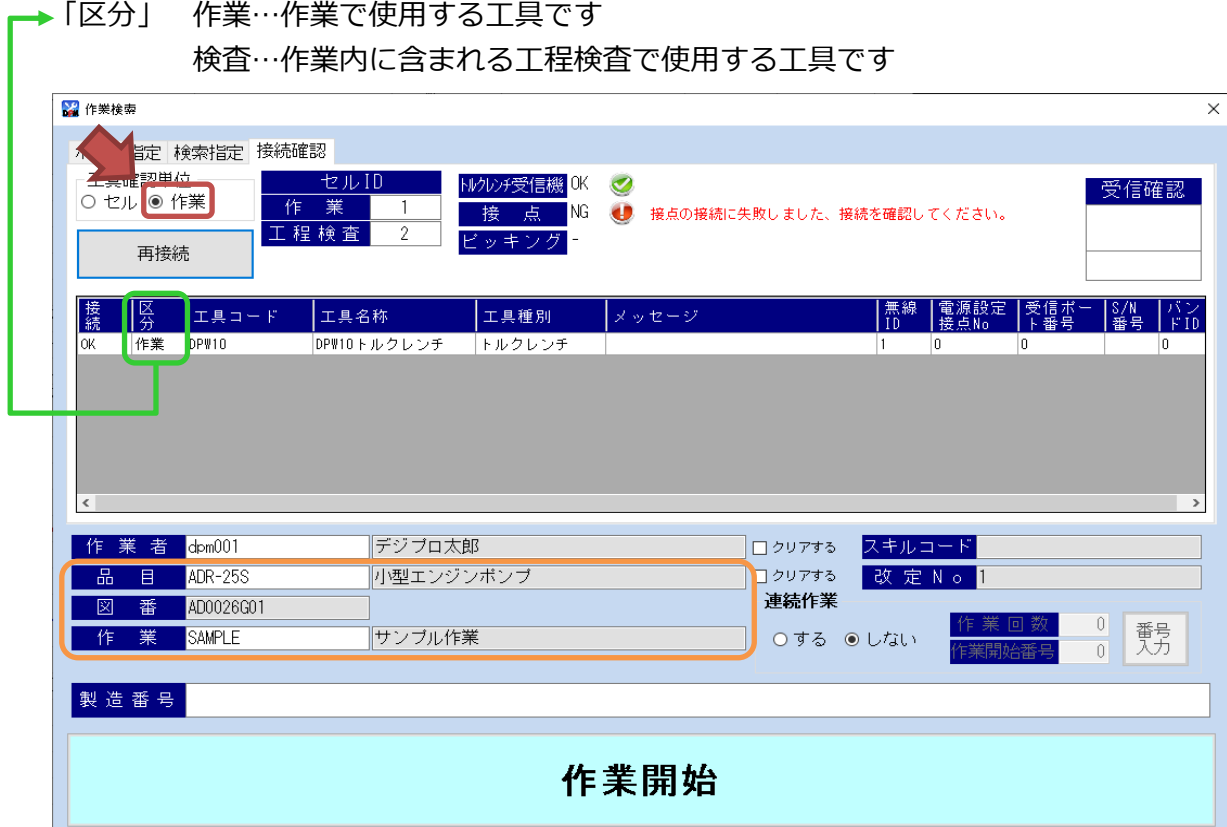 「区分」 作業…作業で使用する工具です
検査…作業内に含まれる工程検査で使用する工具です
作業検索
指定 検索指定 接続確認
工具確認単位
セル 作業
再接続
セルID
作業 1
工程検査 2
トルクレンチ受信機 OK
接点 NG 接点の接続に失敗しました、接続を確認してください。
ピッキング -
受信確認
接続 区分 工具コード 工具名称 工具種別 メッセージ 無線ID 電源設定接点No 受信ポート番号 S/N番号 バンドID
OK 作業 DPW10 DPW10トルクレンチ トルクレンチ 1 0 0 0
作業者 dpm001 デジプロ太郎 クリアする スキルコード
品目 ADR-25S 小型エンジンポンプ クリアする 改定No 1
図番 AD0026G01
作業 SAMPLE サンプル作業
連続作業
する しない
作業回数 0
作業開始番号 0
番号入力
製造番号
作業開始